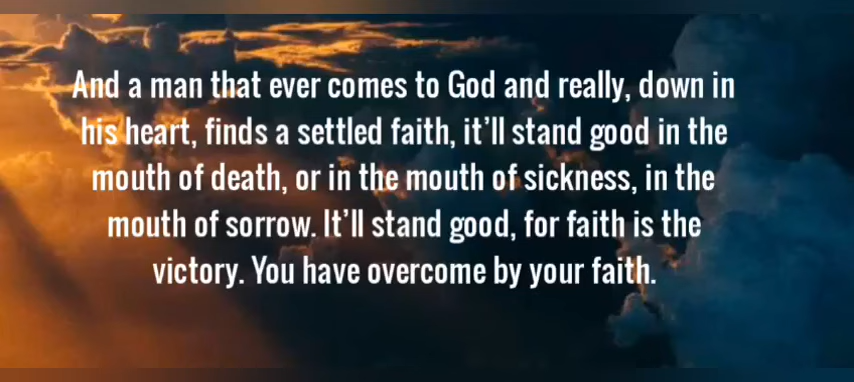 And a man that ever comes to God and really, down in
his heart, finds a settled faith, it’ll stand good in the
mouth of death, or in the mouth of sickness, in the
mouth of sorrow. It’ll stand good, for faith is the
victory. You have overcome by your faith.